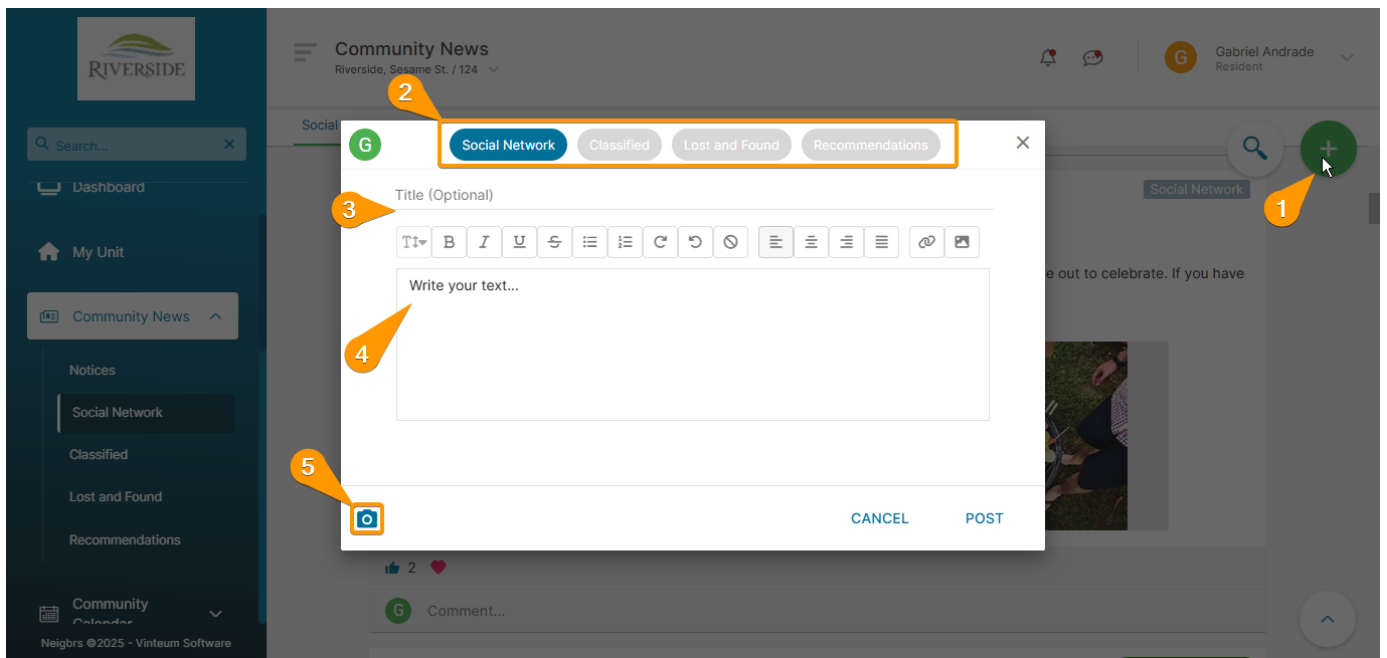 RIVERSIDE
Search...
Dashboard
My Unit
Community News
Notices
Social Network
Classified
Lost and Found
Recommendations
Community
Calendar
Neigbrs ©2025 - Vinteum Software
Community News
Riverside, Sesame St. / 124
G
Gabriel Andrade
Resident
Social
2
G
Social Network
Classified
Lost and Found
Recommendations
1
Social Network
3
Title (Optional)
B I U S
Write your text...
4
e out to celebrate. If you have
5
CANCEL
POST
2
G
Comment...